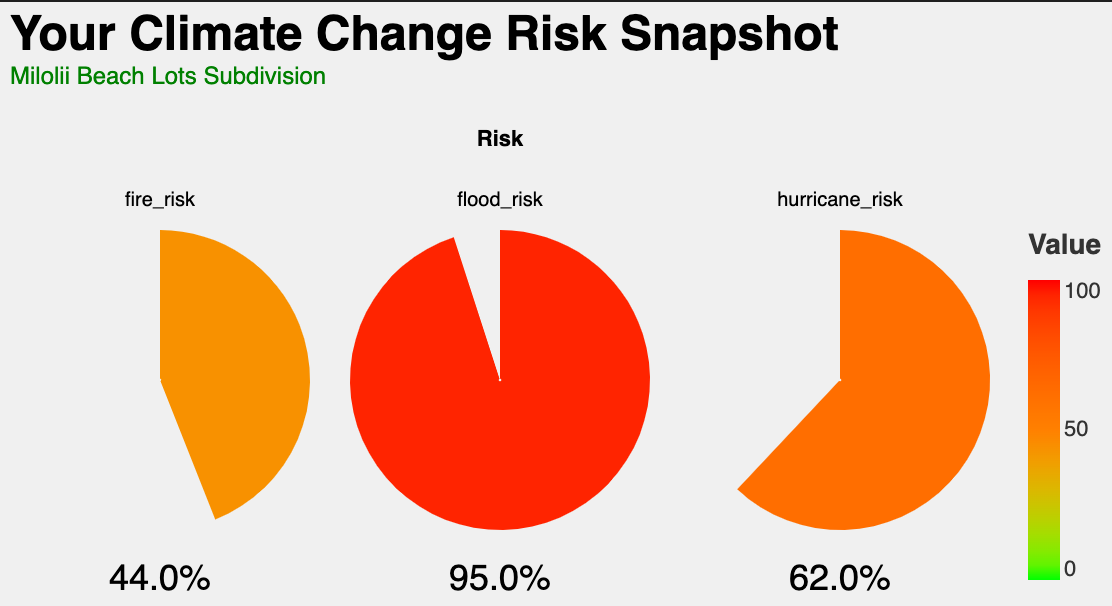 Your Climate Change Risk Snapshot
Milolii Beach Lots Subdivision
Risk
fire_risk flood_risk hurricane_risk
Value
100
50
0
44.0% 95.0% 62.0%